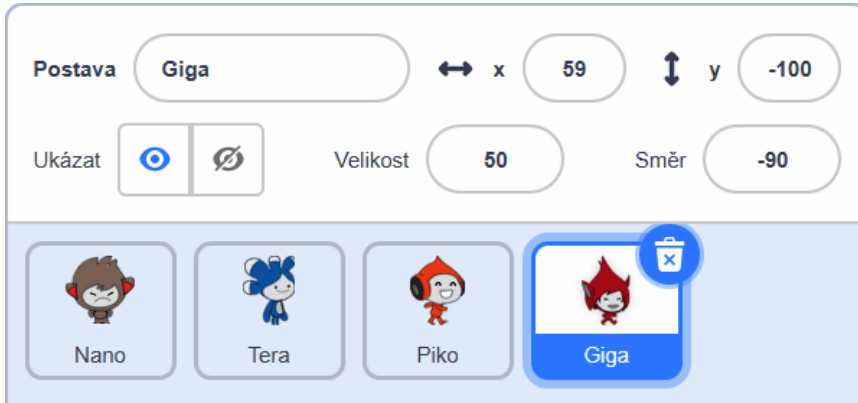 Postava Giga x 59 y -100
Ukázat Velikost 50 Směr -90
Nano Tera Piko Giga